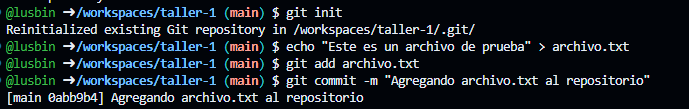 @lusbin ➜/workspaces/taller-1 (main) $ git init
Reinitialized existing Git repository in /workspaces/taller-1/.git/
@lusbin ➜/workspaces/taller-1 (main) $ echo "Este es un archivo de prueba" > archivo.txt
@lusbin ➜/workspaces/taller-1 (main) $ git add archivo.txt
@lusbin ➜/workspaces/taller-1 (main) $ git commit -m "Agregando archivo.txt al repositorio"
[main 0abb9b4] Agregando archivo.txt al repositorio